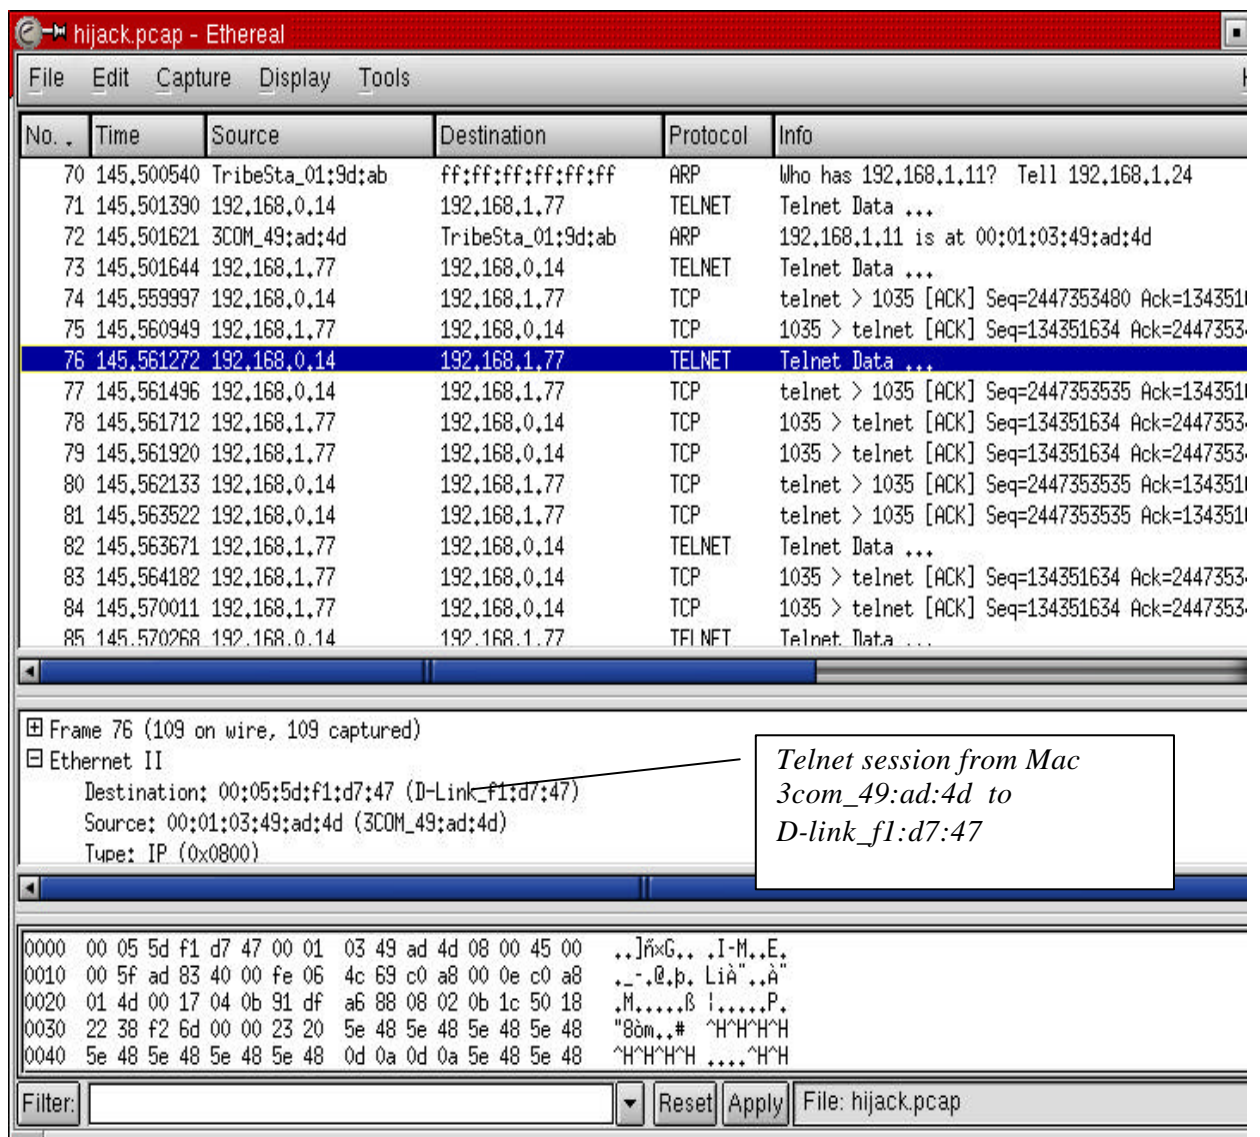 hijack.pcap - Ethereal
File Edit Capture Display Tools
No. . Time Source Destination Protocol Info
70 145.500540 TribeSta_01:9d:ab ff:ff:ff:ff:ff:ff ARP Who has 192.168.1.11? Tell 192.168.1.24
71 145.501390 192.168.0.14 192.168.1.77 TELNET Telnet Data ...
72 145.501621 3COM_49:ad:4d TribeSta_01:9d:ab ARP 192.168.1.11 is at 00:01:03:49:ad:4d
73 145.501644 192.168.1.77 192.168.0.14 TELNET Telnet Data ...
74 145.559997 192.168.0.14 192.168.1.77 TCP telnet > 1035 [ACK] Seq=2447353480 Ack=134351
75 145.560949 192.168.1.77 192.168.0.14 TCP 1035 > telnet [ACK] Seq=134351634 Ack=2447353
76 145.561272 192.168.0.14 192.168.1.77 TELNET Telnet Data ...
77 145.561496 192.168.0.14 192.168.1.77 TCP telnet > 1035 [ACK] Seq=2447353535 Ack=134351
78 145.561712 192.168.1.77 192.168.0.14 TCP 1035 > telnet [ACK] Seq=134351634 Ack=2447353
79 145.561920 192.168.1.77 192.168.0.14 TCP 1035 > telnet [ACK] Seq=134351634 Ack=2447353
80 145.562133 192.168.0.14 192.168.1.77 TCP telnet > 1035 [ACK] Seq=2447353535 Ack=134351
81 145.563522 192.168.0.14 192.168.1.77 TCP telnet > 1035 [ACK] Seq=2447353535 Ack=134351
82 145.563671 192.168.1.77 192.168.0.14 TELNET Telnet Data ...
83 145.564182 192.168.1.77 192.168.0.14 TCP 1035 > telnet [ACK] Seq=134351634 Ack=2447353
84 145.570011 192.168.1.77 192.168.0.14 TCP 1035 > telnet [ACK] Seq=134351634 Ack=2447353
85 145.570268 192.168.0.14 192.168.1.77 TELNET Telnet Data ...
Frame 76 (109 on wire, 109 captured)
Ethernet II
Destination: 00:05:5d:f1:d7:47 (D-Link_f1:d7:47)
Source: 00:01:03:49:ad:4d (3COM_49:ad:4d)
Type: IP (0x0800)
Telnet session from Mac
3com_49:ad:4d to
D-link_f1:d7:47
0000 00 05 5d f1 d7 47 00 01 03 49 ad 4d 08 00 45 00 ..]ñ×G.. .I-M..E.
0010 00 5f ad 83 40 00 fe 06 4c 69 c0 a8 00 0e c0 a8 ._-.@.þ. LiÀ¨..À¨
0020 01 4d 00 17 04 0b 91 df a6 88 08 02 0b 1c 50 18 .M.....ß ¦.....P.
0030 22 38 f2 6d 00 00 23 20 5e 48 5e 48 5e 48 5e 48 "8òm..# ^H^H^H^H
0040 5e 48 5e 48 5e 48 5e 48 0d 0a 0d 0a 5e 48 5e 48 ^H^H^H^H ....^H^H
Filter: Reset Apply File: hijack.pcap